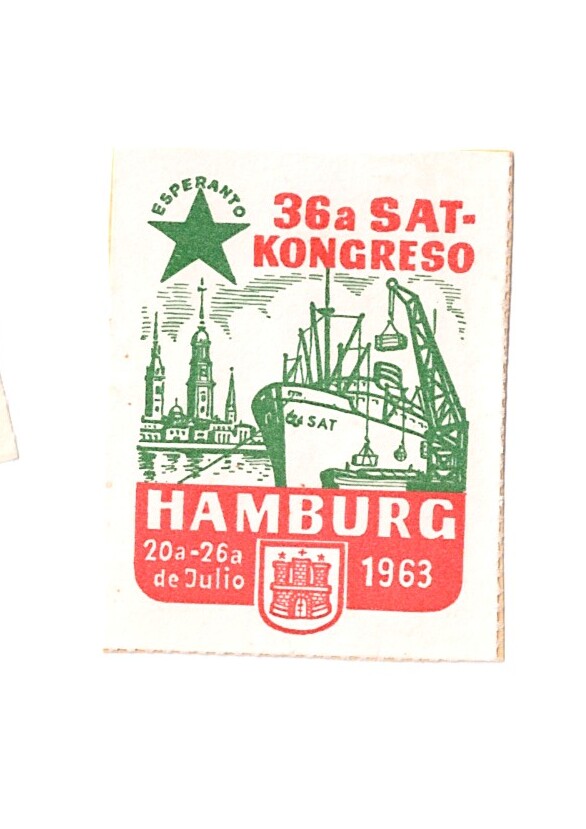 ESPERANTO
36a SAT-
KONGRESO
SAT
HAMBURG
20a-26a
de Julio
1963